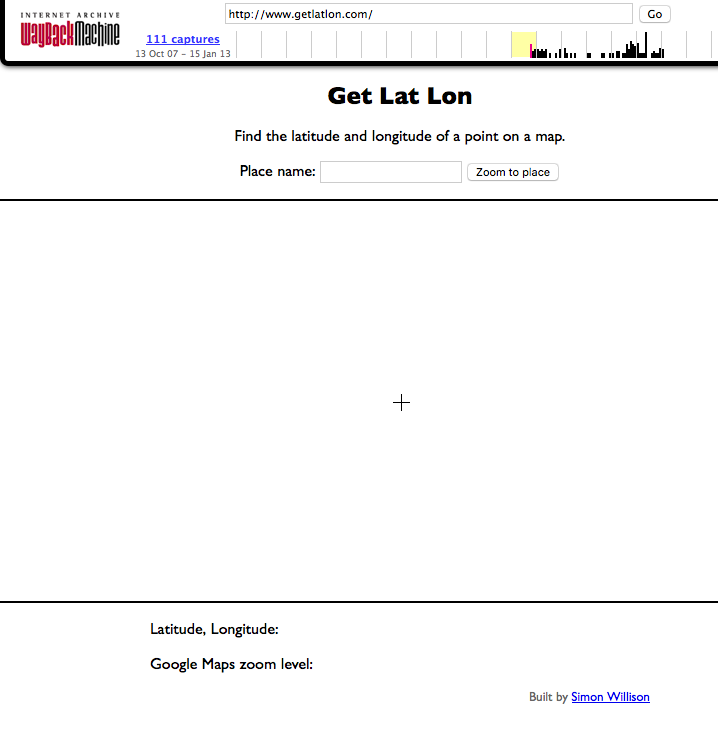 INTERNET ARCHIVE
WayBackMachine
http://www.getlatlon.com/
Go
111 captures
13 Oct 07 – 15 Jan 13
Get Lat Lon
Find the latitude and longitude of a point on a map.
Place name:
Zoom to place
Latitude, Longitude:
Google Maps zoom level:
Built by Simon Willison